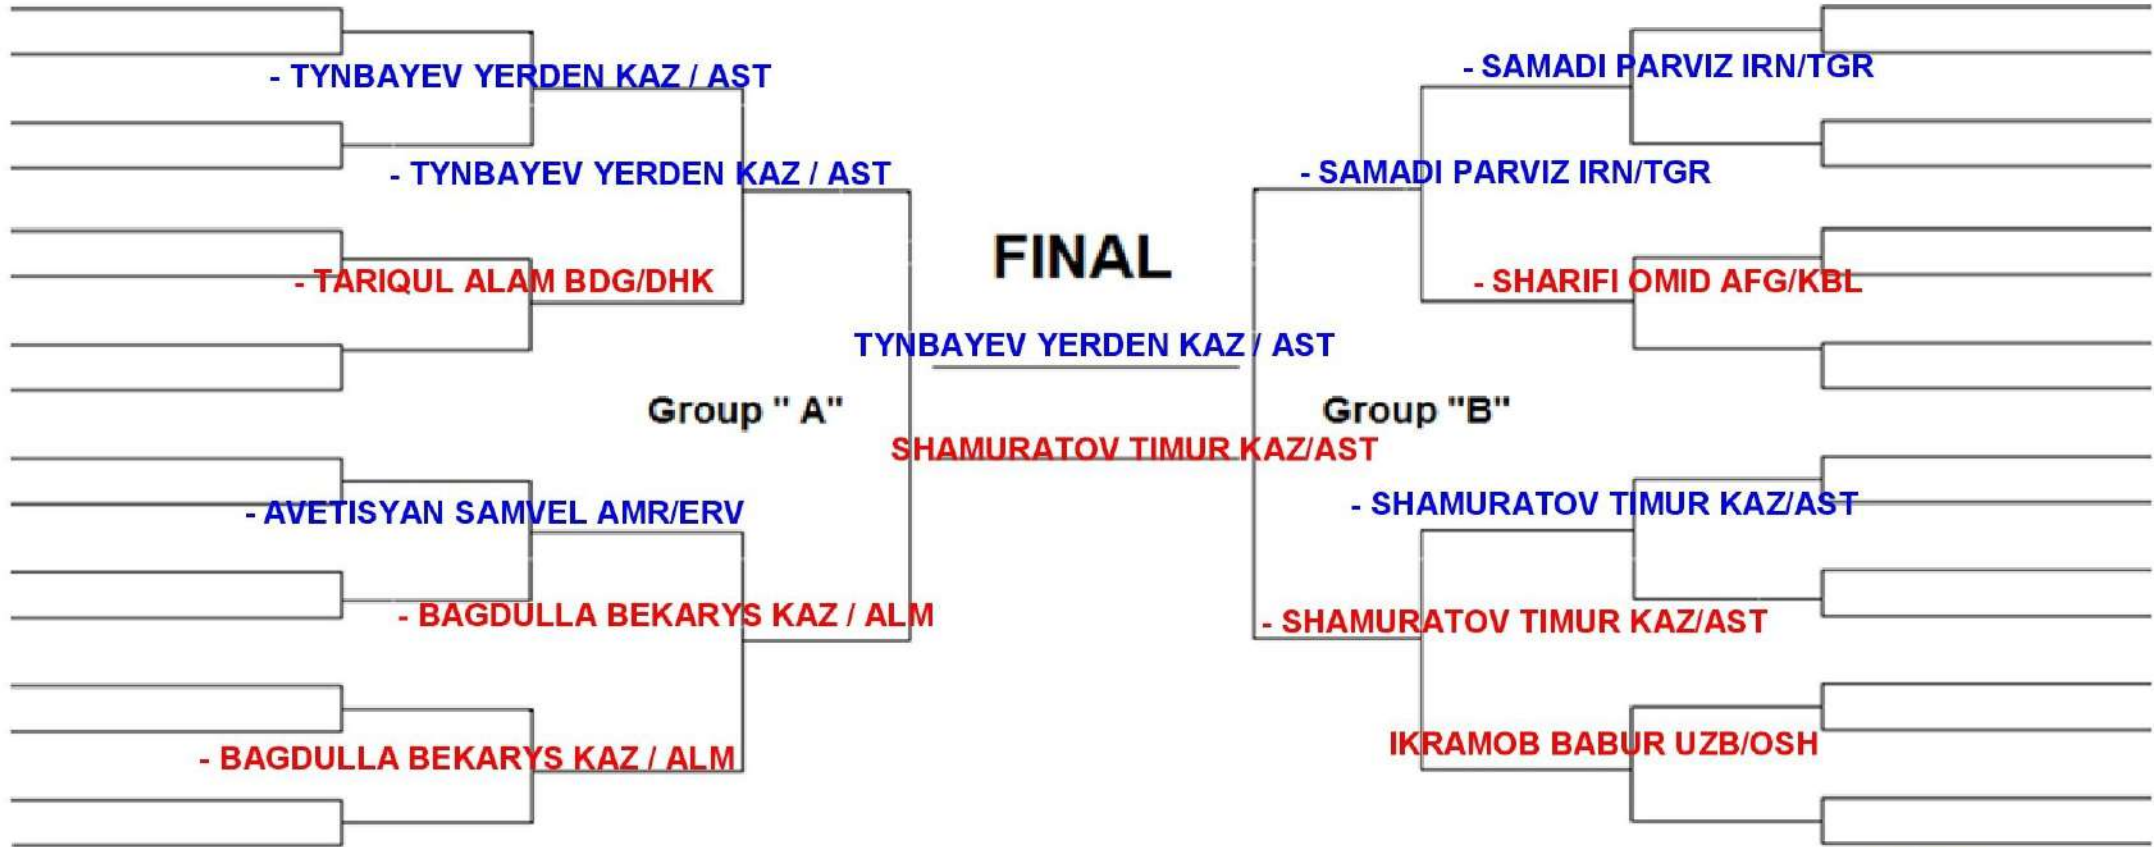 - TYNBAYEV YERDEN KAZ / AST
- TYNBAYEV YERDEN KAZ / AST
- TARIQUL ALAM BDG/DHK
Group " A"
- AVETISYAN SAMVEL AMR/ERV
- BAGDULLA BEKARYS KAZ / ALM
- BAGDULLA BEKARYS KAZ / ALM
FINAL
TYNBAYEV YERDEN KAZ / AST
SHAMURATOV TIMUR KAZ/AST
- SAMADI PARVIZ IRN/TGR
- SAMADI PARVIZ IRN/TGR
- SHARIFI OMID AFG/KBL
Group "B"
- SHAMURATOV TIMUR KAZ/AST
- SHAMURATOV TIMUR KAZ/AST
IKRAMOB BABUR UZB/OSH